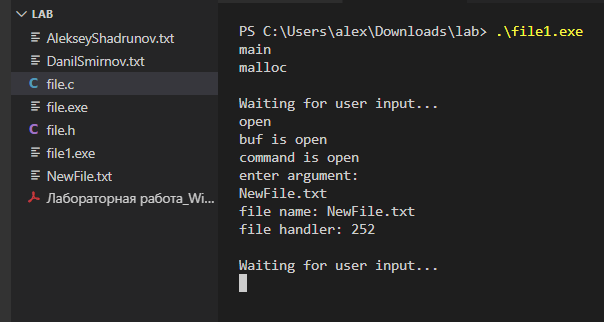 LAB
AlekseyShadrunov.txt
DanilSmirnov.txt
C file.c
file.exe
C file.h
file1.exe
NewFile.txt
Лабораторная работа_Wi...
PS C:\Users\alex\Downloads\lab> .\file1.exe
main
malloc
Waiting for user input...
open
buf is open
command is open
enter argument:
NewFile.txt
file name: NewFile.txt
file handler: 252
Waiting for user input...